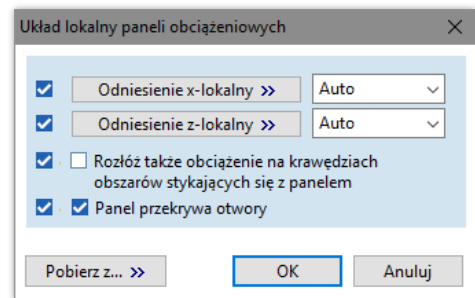 Układ lokalny paneli obciążeniowych
Odniesienie x-lokalny >> Auto
Odniesienie z-lokalny >> Auto
Rozłóż także obciążenie na krawędziach
obszarów stykających się z panelem
Panel przekrywa otwory
Pobierz z... >> OK Anuluj